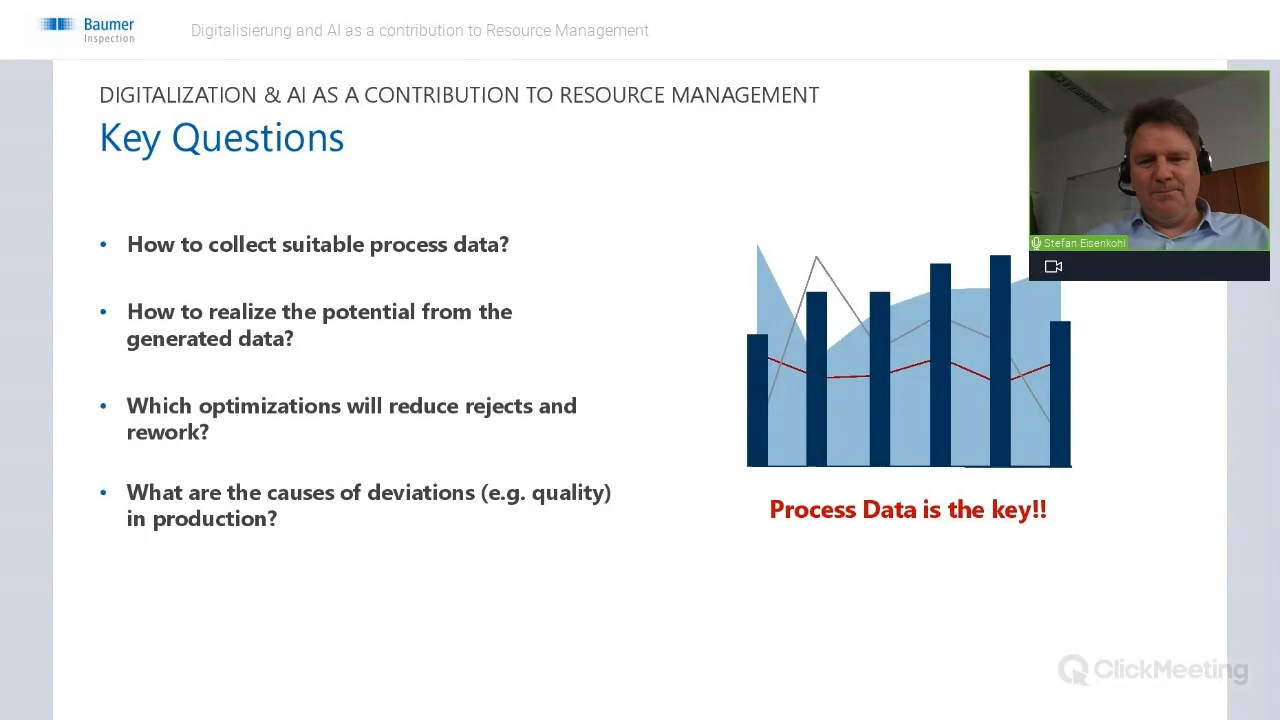 Baumer
Inspection
Digitalisierung and AI as a contribution to Resource Management
DIGITALIZATION & AI AS A CONTRIBUTION TO RESOURCE MANAGEMENT
Key Questions
Stefan Eisenkohl
• How to collect suitable process data?
• How to realize the potential from the
generated data?
• Which optimizations will reduce rejects and
rework?
• What are the causes of deviations (e.g. quality)
in production?
Process Data is the key!!
ClickMeeting